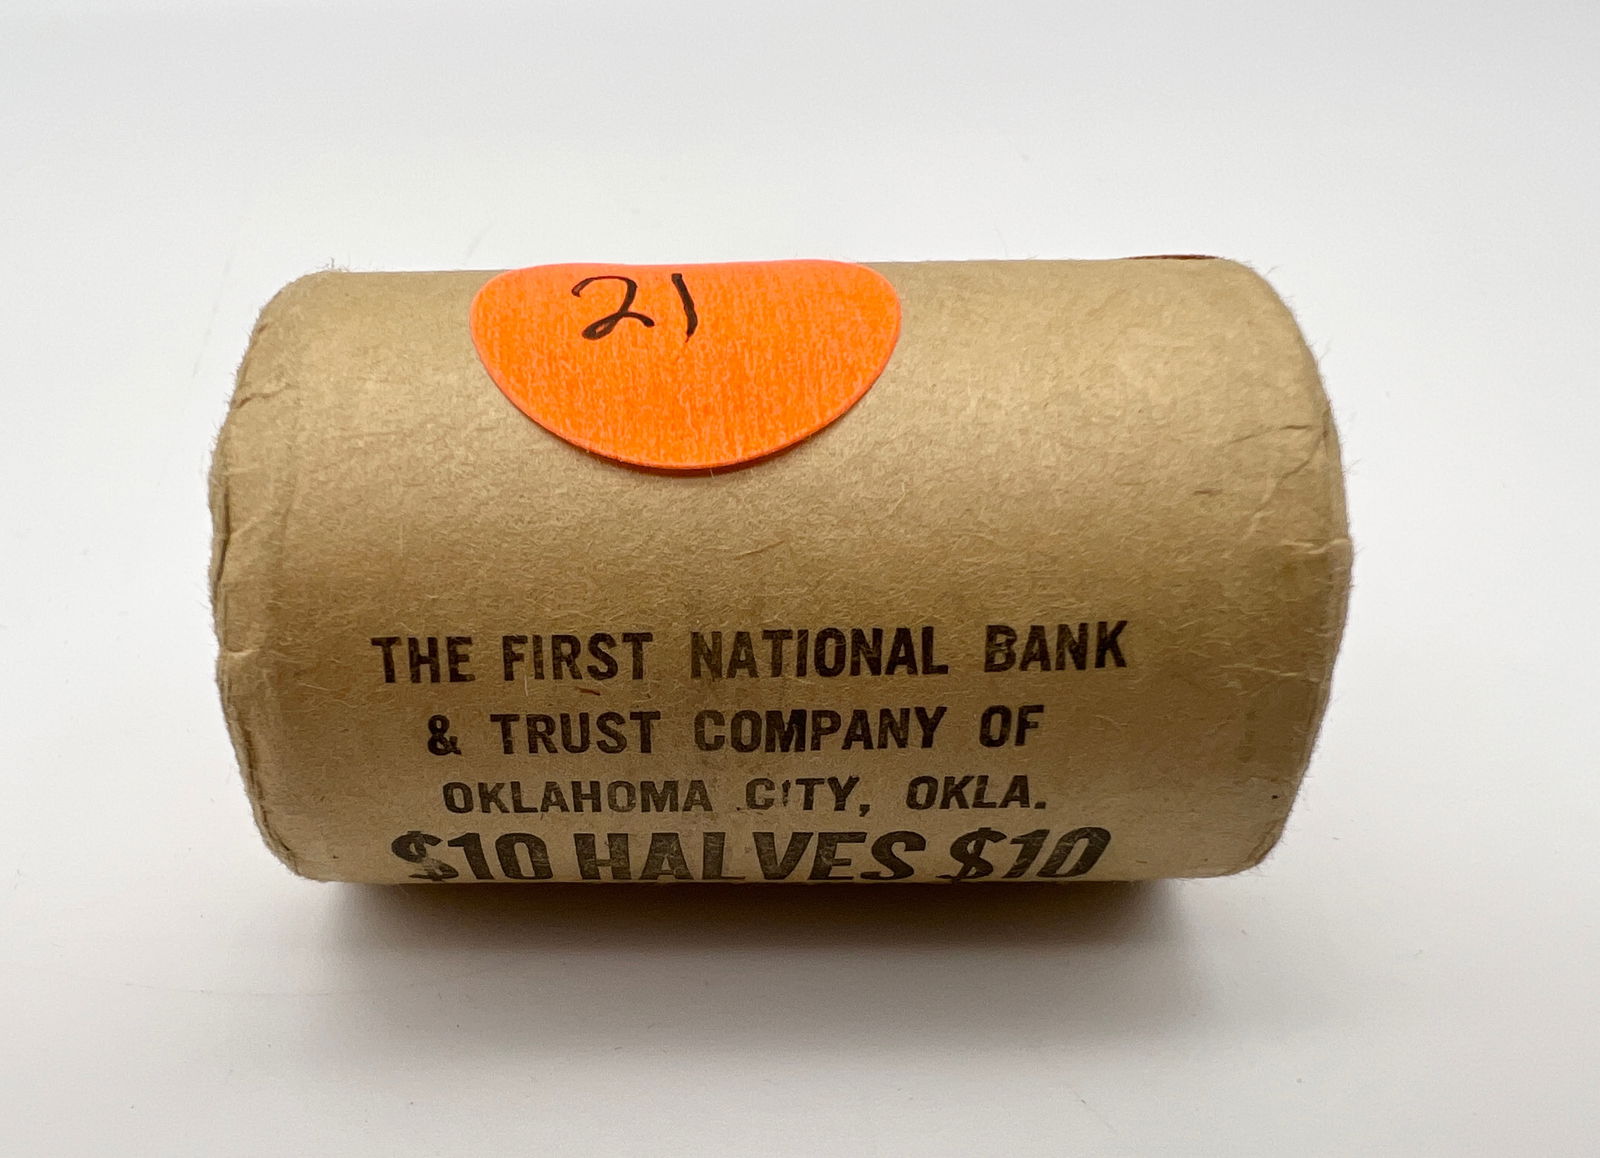 21
THE FIRST NATIONAL BANK
& TRUST COMPANY OF
OKLAHOMA CITY, OKLA.
$10 HALVES $10